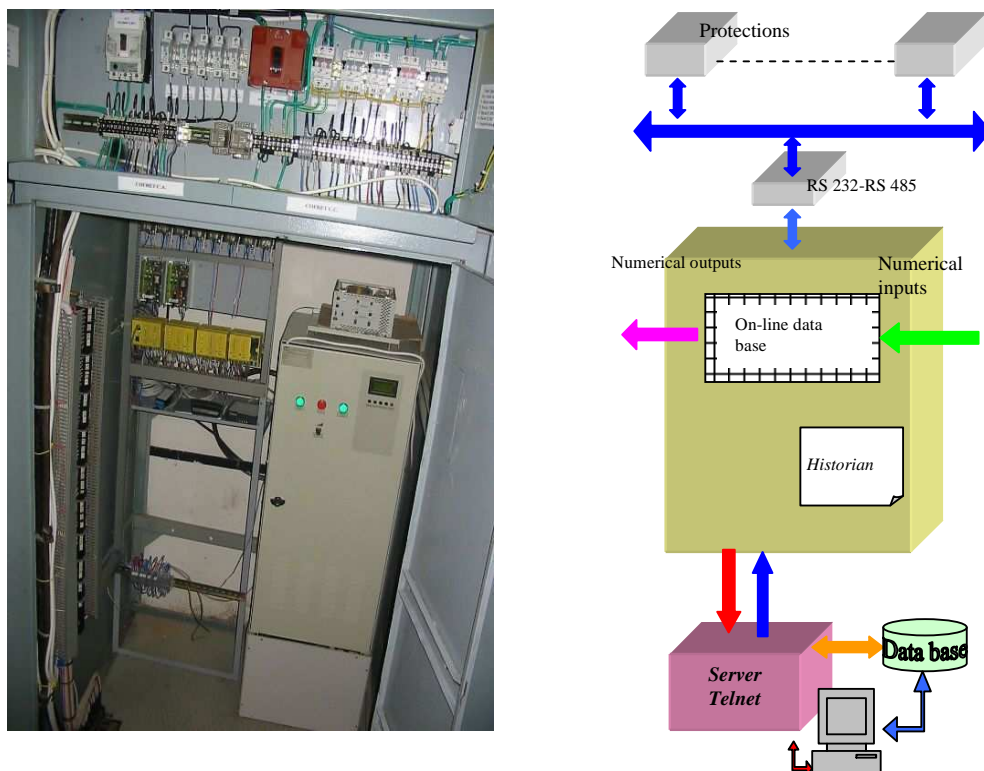 Protections
RS 232-RS 485
Numerical outputs
Numerical
inputs
On-line data
base
Historian
Server
Telnet
Data base